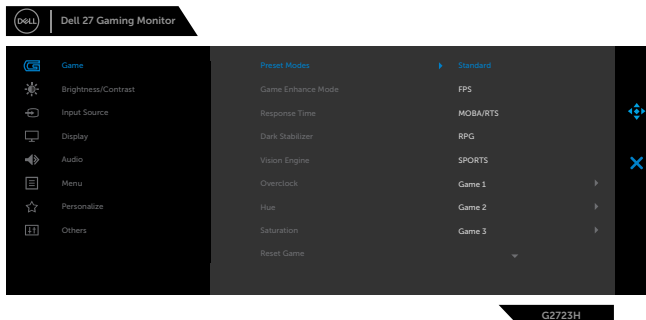 DELL
Dell 27 Gaming Monitor
Game
Preset Modes
Standard
Brightness/Contrast
Game Enhance Mode
FPS
Input Source
Response Time
MOBA/RTS
Display
Dark Stabilizer
RPG
Audio
Vision Engine
SPORTS
Menu
Overclock
Game 1
Personalize
Hue
Game 2
Others
Saturation
Game 3
Reset Game
G2723H